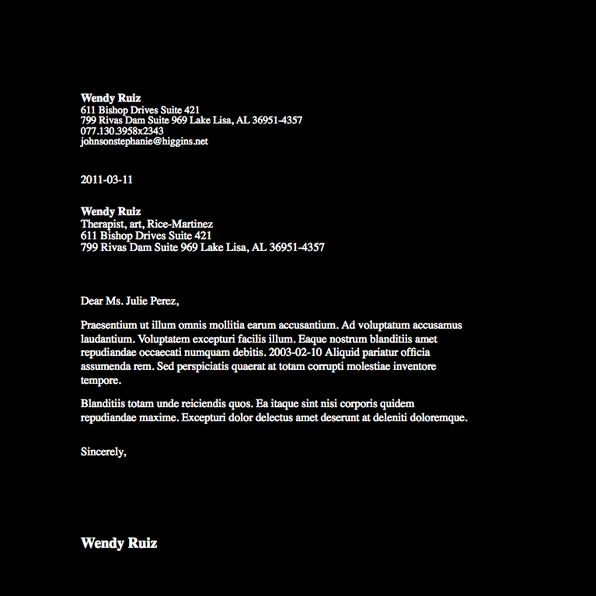 Wendy Ruiz
611 Bishop Drives Suite 421
799 Rivas Dam Suite 969 Lake Lisa, AL 36951-4357
077.130.3958x2343
johnsonstephanie@higgins.net
2011-03-11
Wendy Ruiz
Therapist, art, Rice-Martinez
611 Bishop Drives Suite 421
799 Rivas Dam Suite 969 Lake Lisa, AL 36951-4357
Dear Ms. Julie Perez,
Praesentium ut illum omnis mollitia earum accusantium. Ad voluptatum accusamus
laudantium. Voluptatem excepturi facilis illum. Eaque nostrum blanditiis amet
repudiandae occaecati numquam debitis. 2003-02-10 Aliquid pariatur officia
assumenda rem. Sed perspiciatis quaerat at totam corrupti molestiae inventore
tempore.
Blanditiis totam unde reiciendis quos. Ea itaque sint nisi corporis quidem
repudiandae maxime. Excepturi dolor delectus amet deserunt at deleniti doloremque.
Sincerely,
Wendy Ruiz